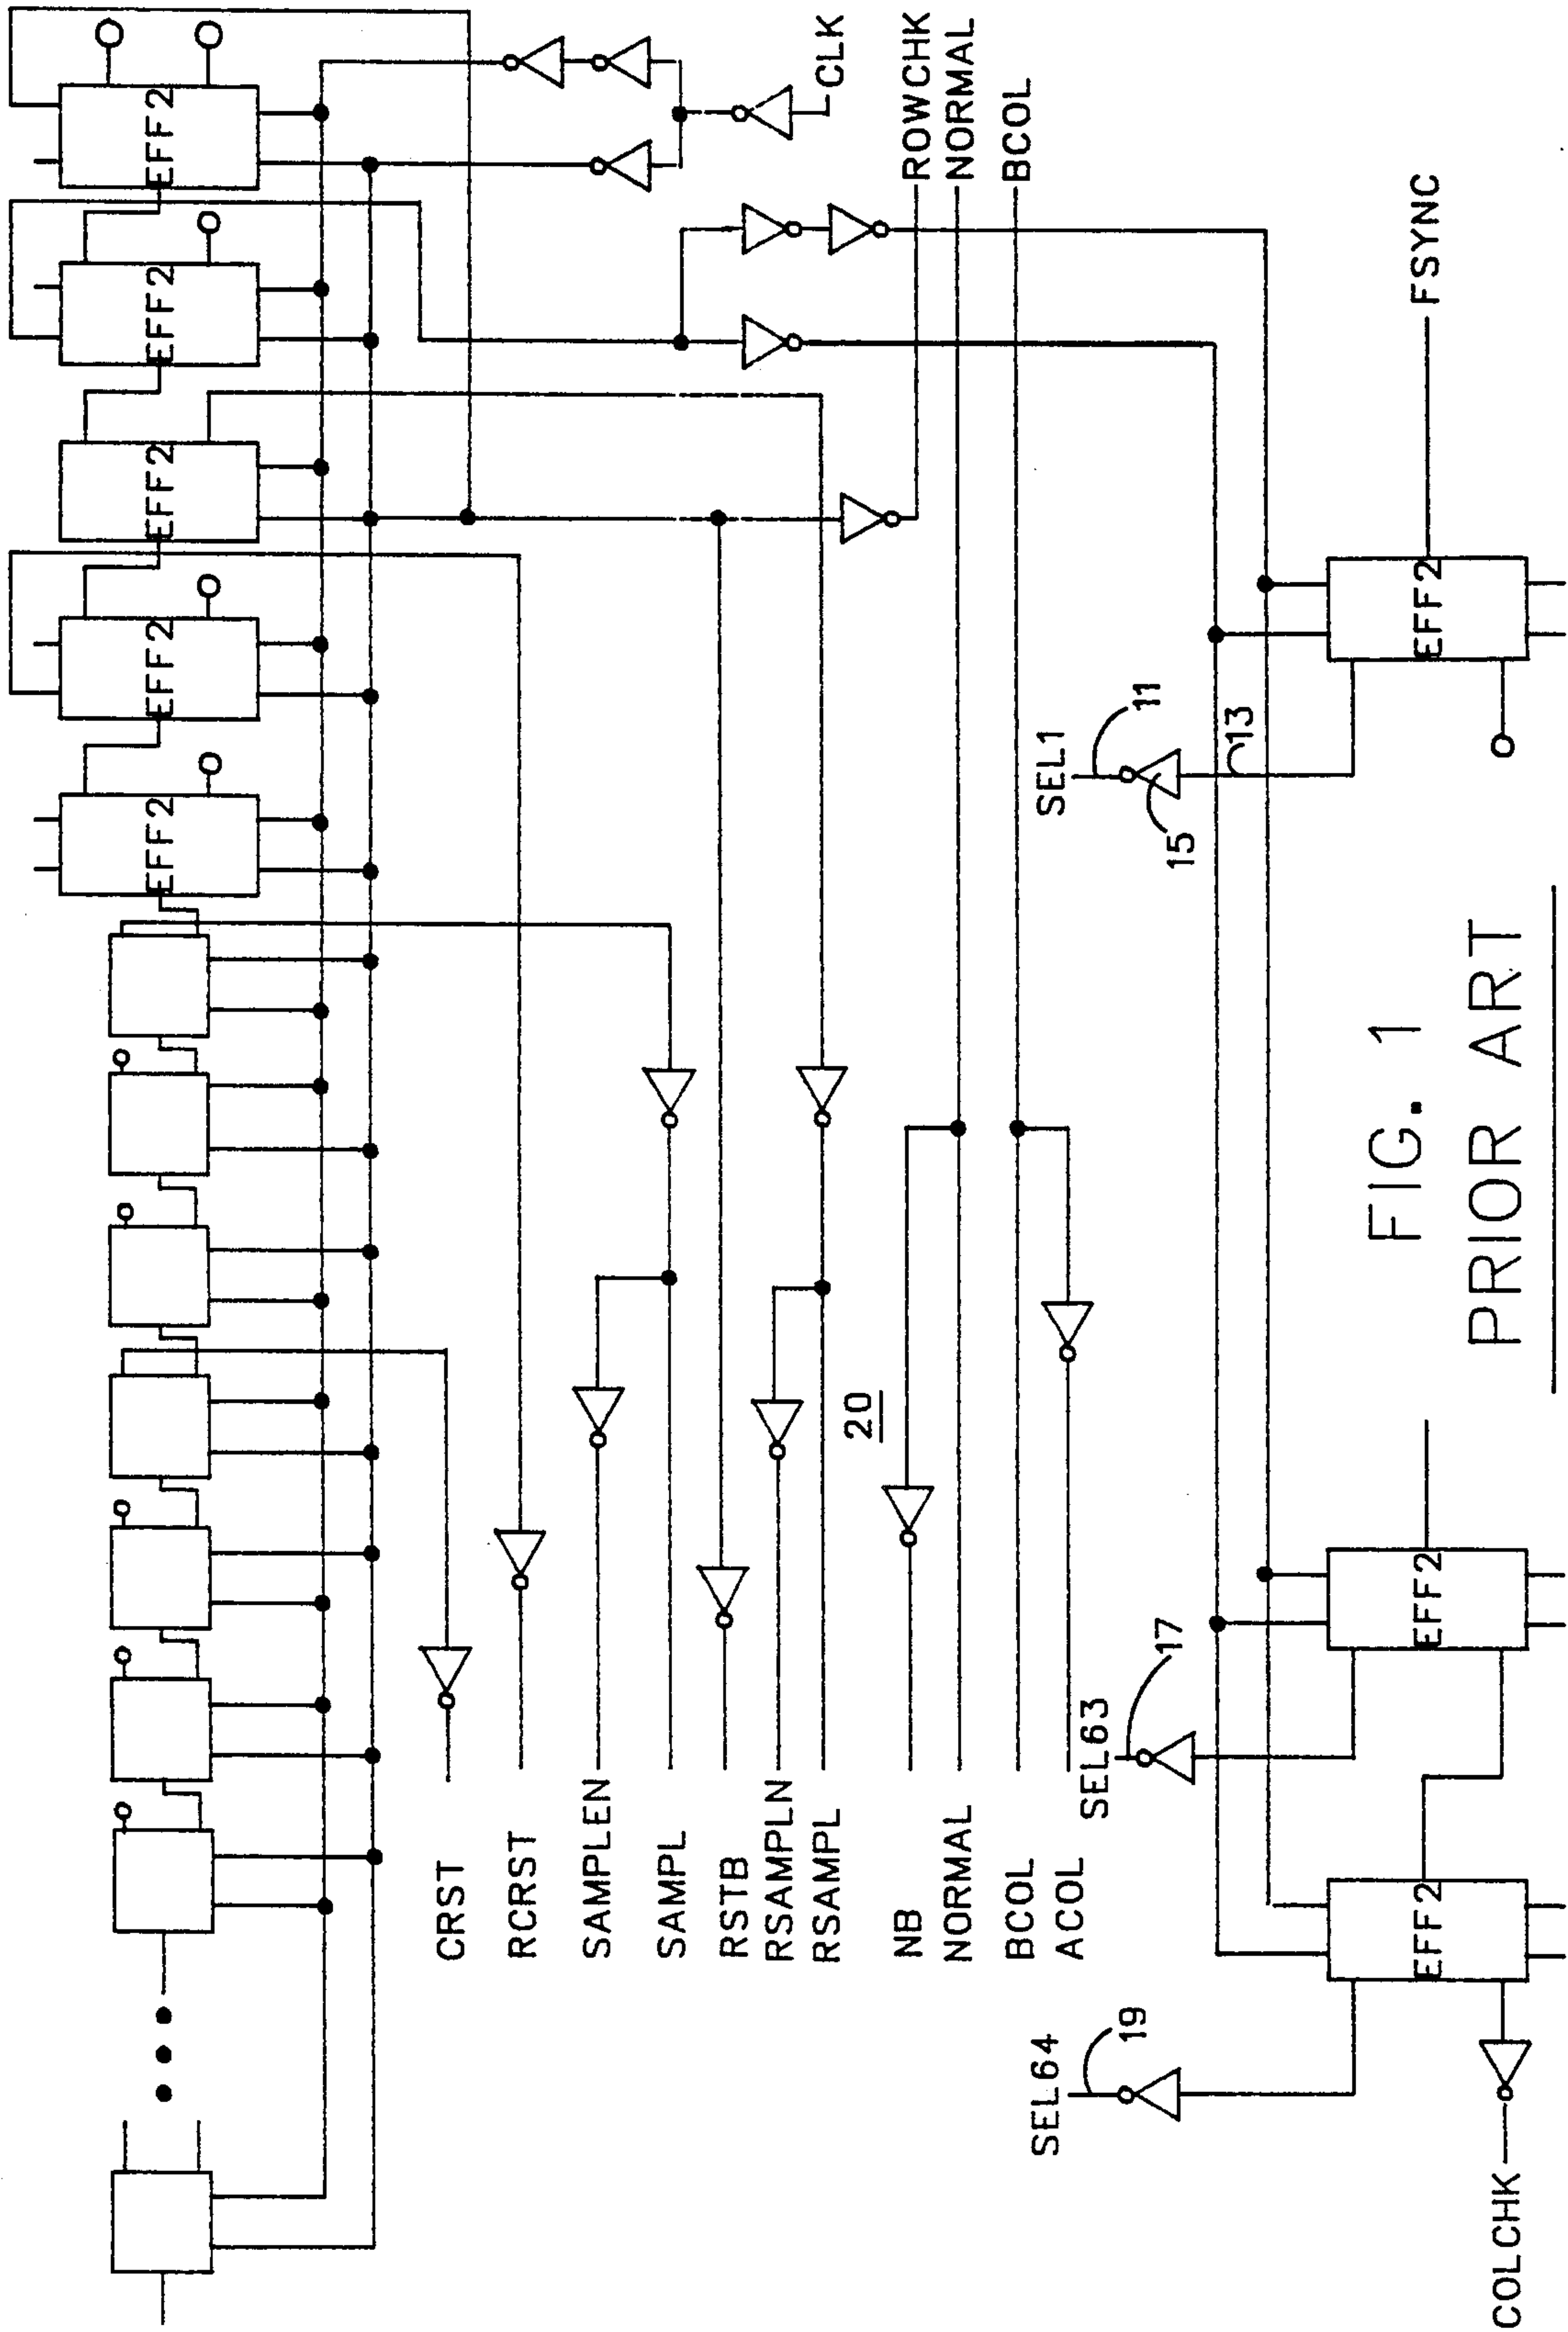 EFF2
EFF2
EFF2
EFF2
EFF2
CLK
ROWCHK
NORMAL
BCOL
CRST
RCRST
SAMPLEN
SAMPL
RSTB
RSAMPLN
RSAMPL
20
NB
NORMAL
BCOL
ACOL
SEL64
19
SEL63
17
SEL1
11
15
13
EFF2
EFF2
EFF2
FSYNC
COLCHK
FIG. 1
PRIOR ART